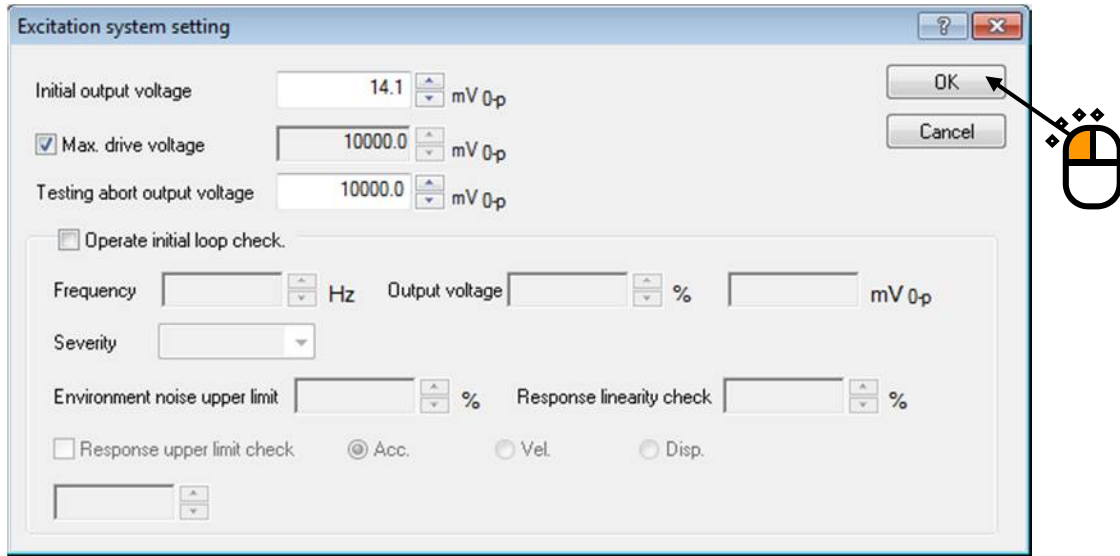 Excitation system setting
Initial output voltage 14.1 mV 0-p OK
Max. drive voltage 10000.0 mV 0-p Cancel
Testing abort output voltage 10000.0 mV 0-p
Operate initial loop check.
Frequency Hz Output voltage % mV 0-p
Severity
Environment noise upper limit % Response linearity check %
Response upper limit check Acc. Vel. Disp.